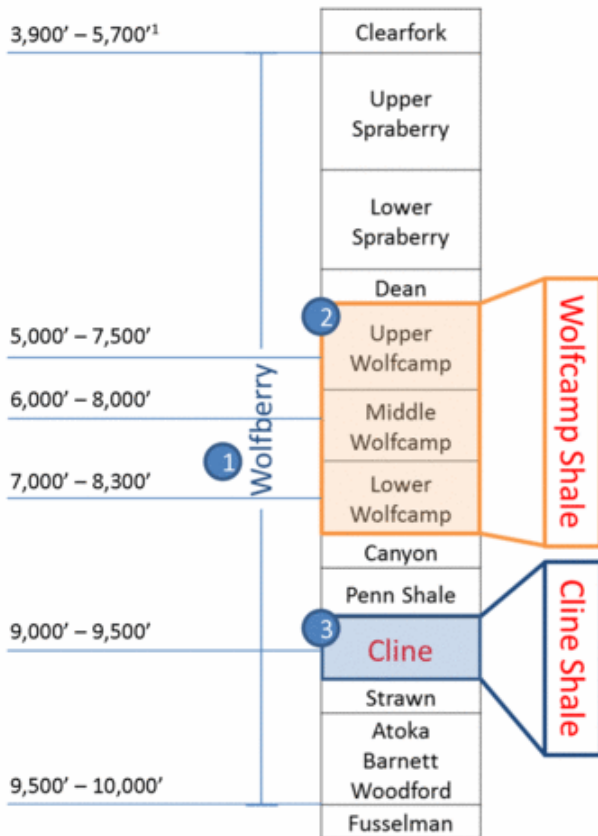 3,900’ – 5,700’¹
Clearfork
Upper
Spraberry
Lower
Spraberry
Dean
2
5,000’ – 7,500’
Upper
Wolfcamp
6,000’ – 8,000’
Middle
Wolfcamp
1
Wolfberry
7,000’ – 8,300’
Lower
Wolfcamp
Wolfcamp Shale
Canyon
Penn Shale
3
9,000’ – 9,500’
Cline
Cline Shale
Strawn
Atoka
Barnett
Woodford
9,500’ – 10,000’
Fusselman